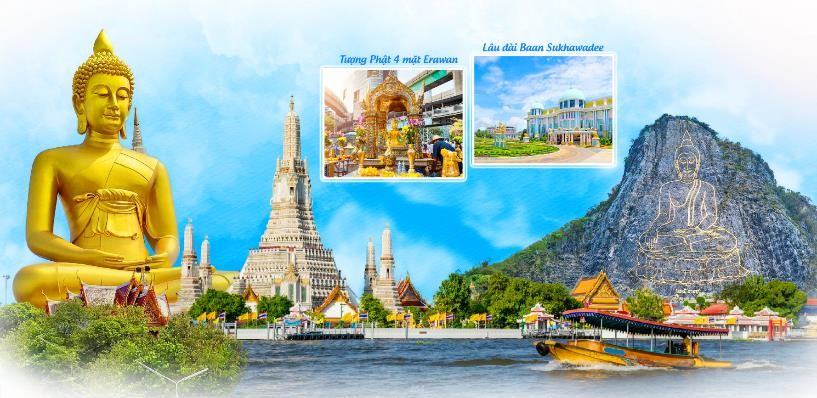 Tượng Phật 4 mặt Erawan
Lâu đài Baan Sukhawadee